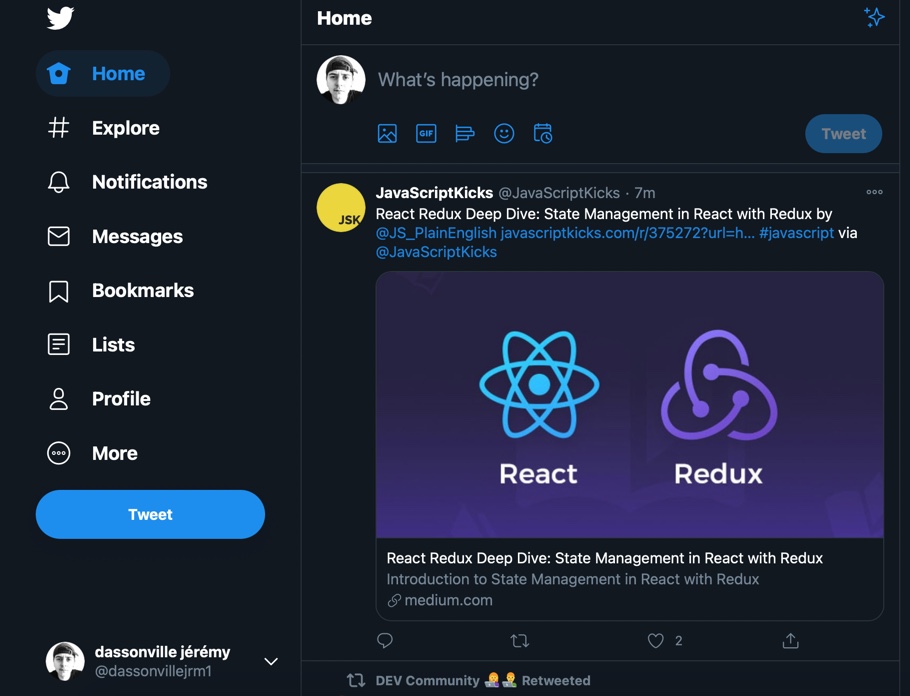 Home
Explore
Notifications
Messages
Bookmarks
Lists
Profile
More
Tweet
dassonville jérémy
@dassonvillejrm1
Home
What's happening?
GIF
Tweet
JSK
JavaScriptKicks @JavaScriptKicks · 7m
React Redux Deep Dive: State Management in React with Redux by
@JS_PlainEnglish javascriptkicks.com/r/375272?url=h... #javascript via
@JavaScriptKicks
React Redux
React Redux Deep Dive: State Management in React with Redux
Introduction to State Management in React with Redux
medium.com
2
DEV Community 👩‍💻👨‍💻 Retweeted